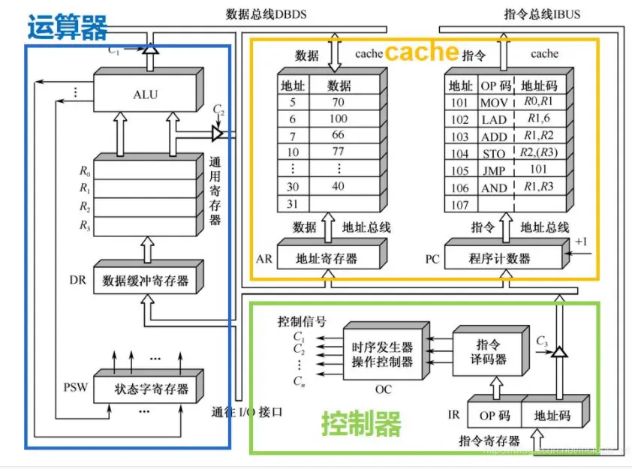 数据总线DBDS
指令总线IBUS
运算器
C1
ALU
C2
R0
R1
R2
R3
通用寄存器
DR
数据缓冲寄存器
PSW
状态字寄存器
...
通往I/O 接口
数据
cache
cache
指令
cache
地址 数据
5 70
6 100
7 66
10 77
⋮ ⋮
30 40
31
数据 地址总线
AR
地址寄存器
地址 OP 码 地址码
101 MOV R0,R1
102 LAD R1,6
103 ADD R1,R2
104 STO R2,(R3)
105 JMP 101
106 AND R1,R3
107
指令 地址总线
PC
程序计数器
+1
控制信号
C1
C2
⋮
Cn
时序发生器
操作控制器
OC
指令
译码器
C3
IR
OP 码 地址码
指令寄存器
控制器